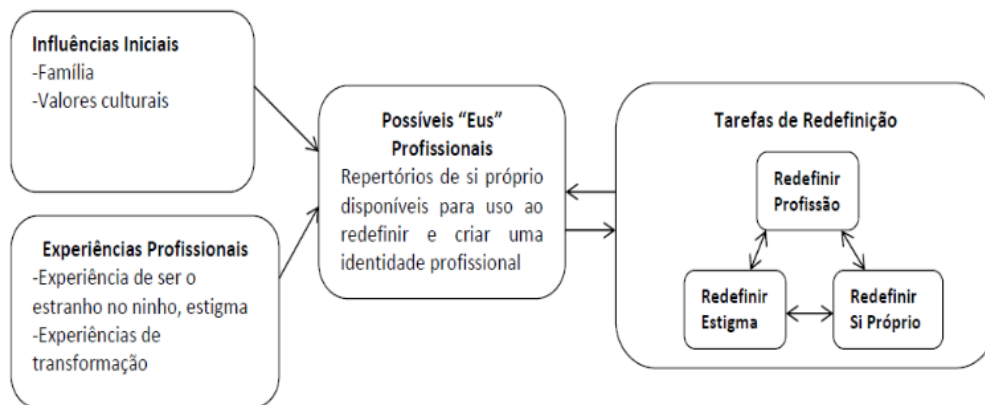 Influências Iniciais
-Família
-Valores culturais
Experiências Profissionais
-Experiência de ser o
estranho no ninho, estigma
-Experiências de
transformação
Possíveis “Eus”
Profissionais
Repertórios de si próprio
disponíveis para uso ao
redefinir e criar uma
identidade profissional
Tarefas de Redefinição
Redefinir
Profissão
Redefinir
Estigma
Redefinir
Si Próprio